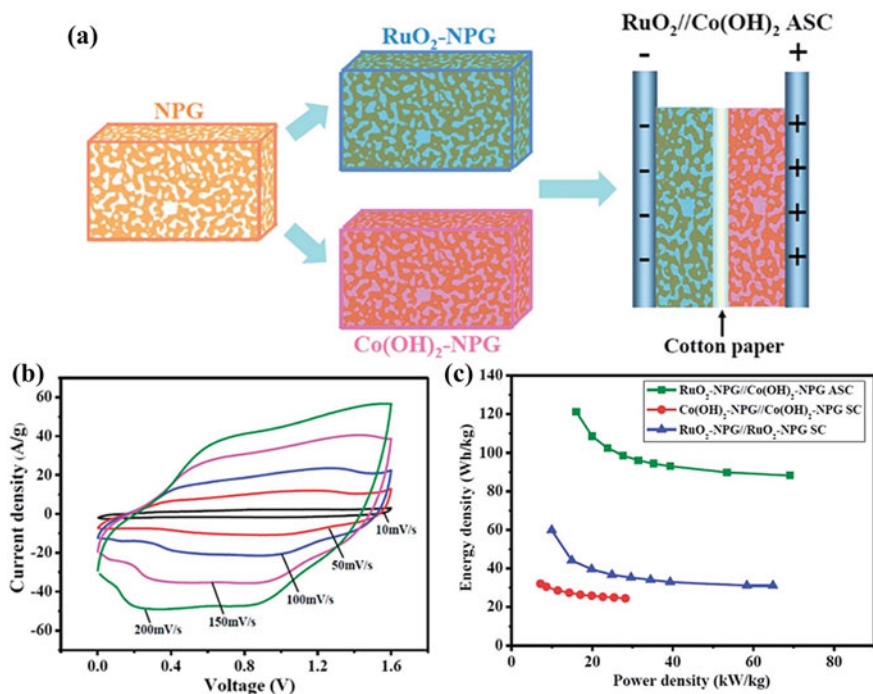 (a)
NPG
RuO₂-NPG
Co(OH)₂-NPG
RuO₂//Co(OH)₂ ASC
- +
- +
- +
- +
- +
Cotton paper
(b)
Current density (A/g)
60
40
20
0
-20
-40
-60
0.0 0.4 0.8 1.2 1.6
Voltage (V)
10mV/s
50mV/s
100mV/s
150mV/s
200mV/s
(c)
Energy density (Wh/kg)
140
120
100
80
60
40
20
0
0 20 40 60 80
Power density (kW/kg)
RuO₂-NPG//Co(OH)₂-NPG ASC
Co(OH)₂-NPG//Co(OH)₂-NPG SC
RuO₂-NPG//RuO₂-NPG SC